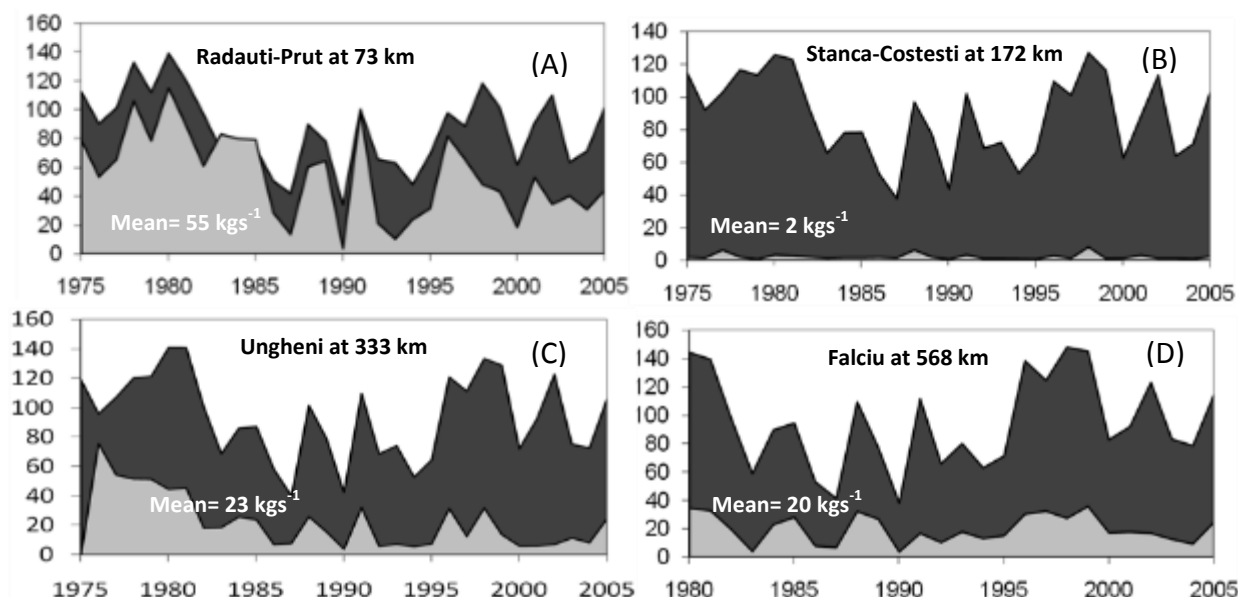 160
140
120
100
80
60
40
20
0
Radauti-Prut at 73 km
(A)
Mean= 55 kgs⁻¹
1975 1980 1985 1990 1995 2000 2005
140
120
100
80
60
40
20
0
Stanca-Costesti at 172 km
(B)
Mean= 2 kgs⁻¹
1975 1980 1985 1990 1995 2000 2005
160
140
120
100
80
60
40
20
0
Ungheni at 333 km
(C)
Mean= 23 kgs⁻¹
1975 1980 1985 1990 1995 2000 2005
160
140
120
100
80
60
40
20
0
Falciu at 568 km
(D)
Mean= 20 kgs⁻¹
1980 1985 1990 1995 2000 2005